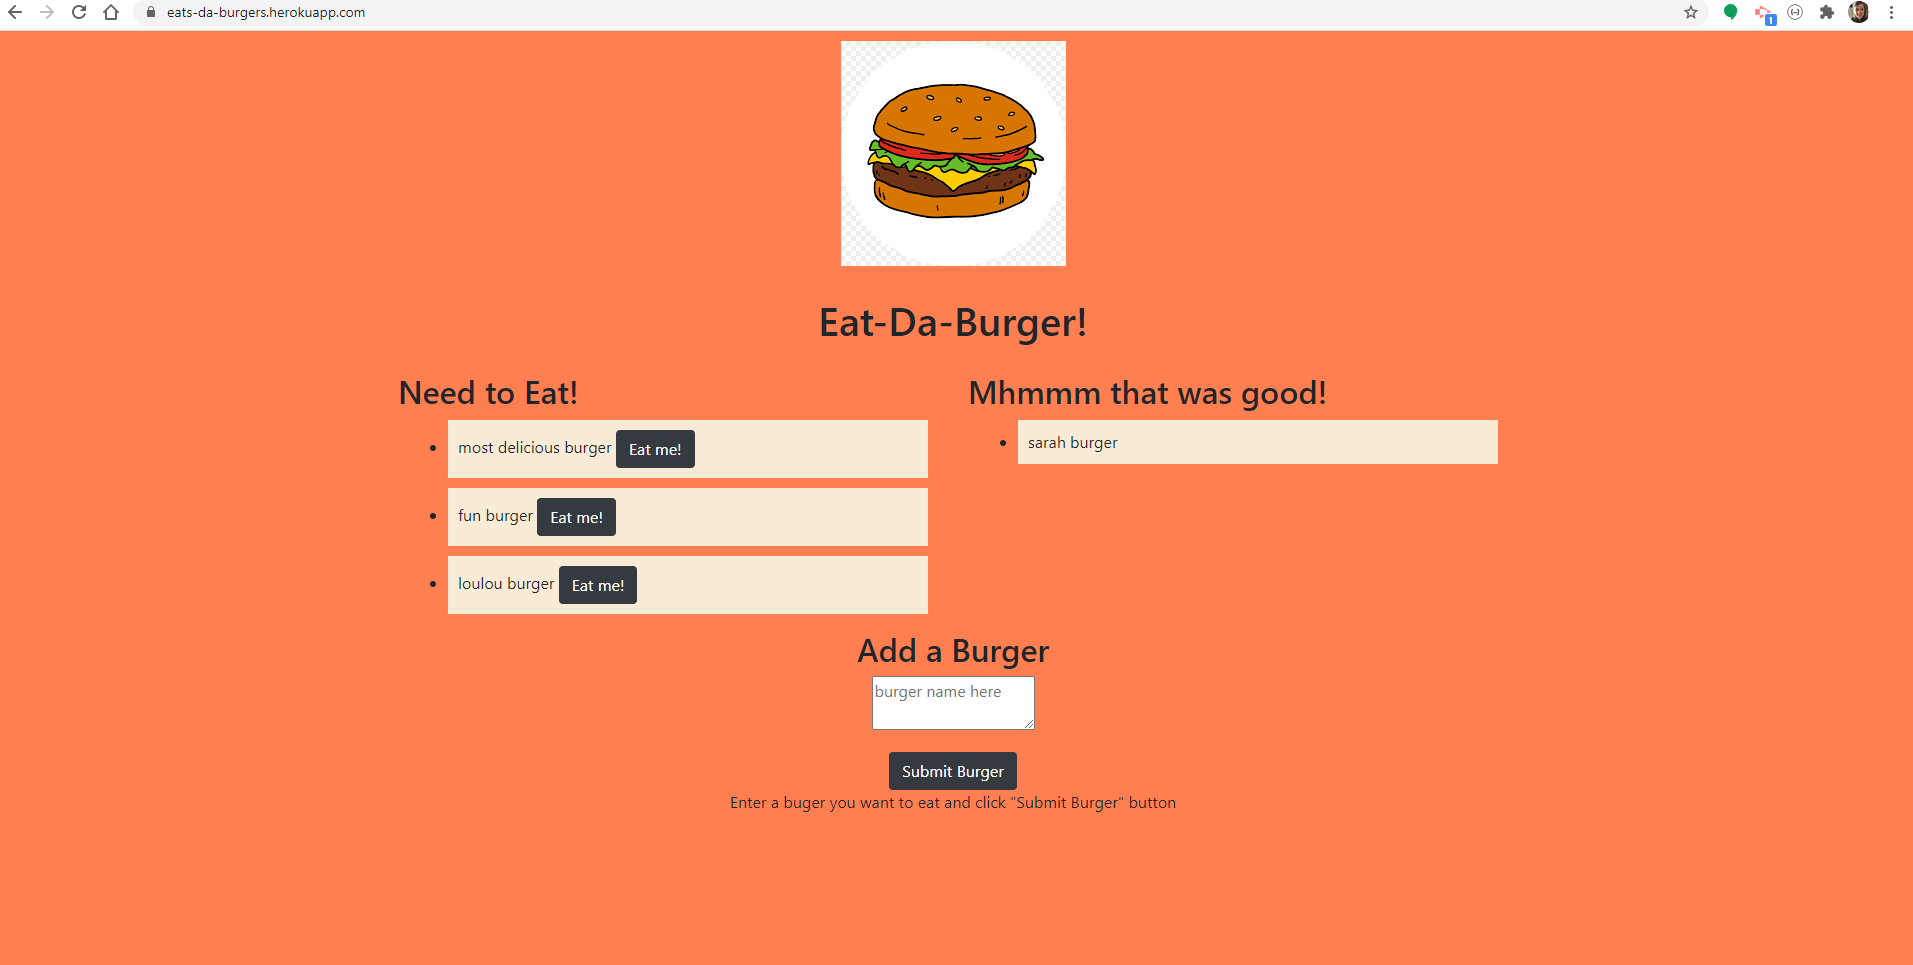 eats-da-burgers.herokuapp.com
1
Eat-Da-Burger!
Need to Eat!
most delicious burger Eat me!
fun burger Eat me!
loulou burger Eat me!
Mhmmm that was good!
sarah burger
Add a Burger
burger name here
Submit Burger
Enter a buger you want to eat and click "Submit Burger" button